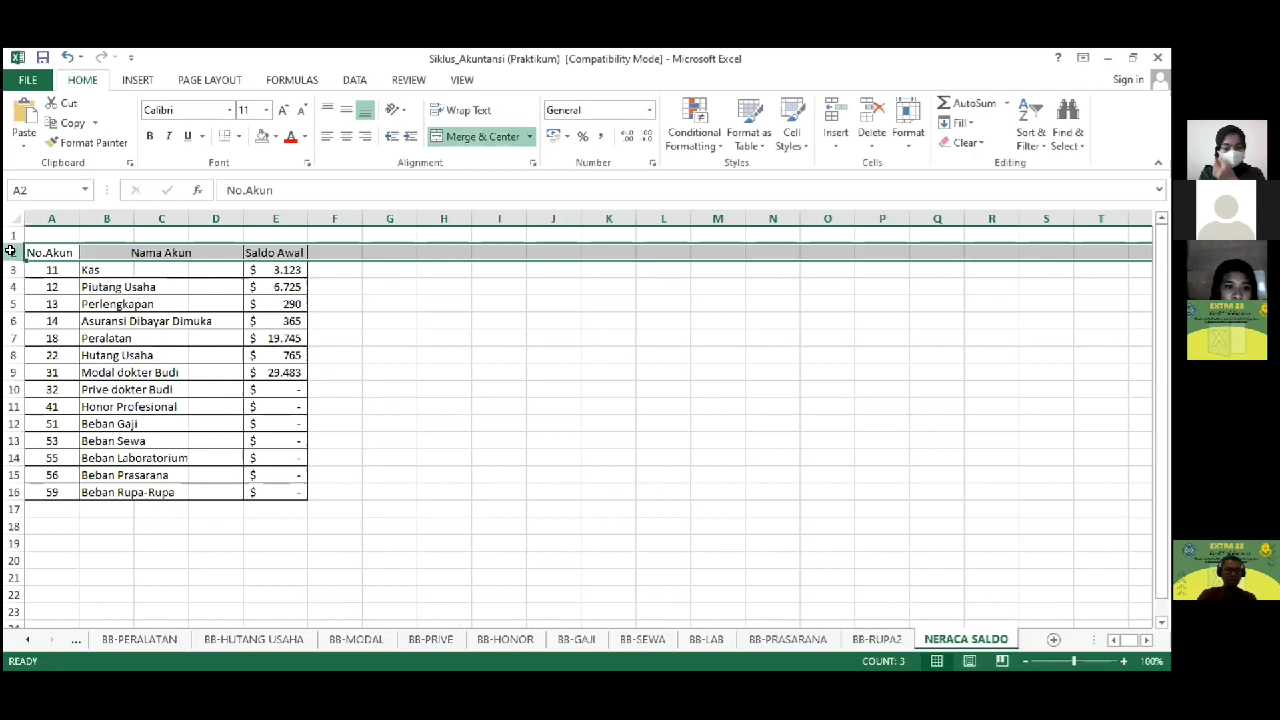 Siklus_Akuntansi (Praktikum) [Compatibility Mode] - Microsoft Excel
FILE HOME INSERT PAGE LAYOUT FORMULAS DATA REVIEW VIEW Sign in
Paste Cut Copy Format Painter Clipboard
Calibri 11 B I U A Font
Wrap Text Merge & Center Alignment
General % , Number
Conditional Formatting Format as Table Cell Styles Styles
Insert Delete Format Cells
AutoSum Fill Clear Sort & Filter Find & Select Editing
A2 fx No.Akun
A B C D E F G H I J K L M N O P Q R S T
1
No.Akun Nama Akun Saldo Awal
3 11 Kas $ 3.123
4 12 Piutang Usaha $ 6.725
5 13 Perlengkapan $ 290
6 14 Asuransi Dibayar Dimuka $ 365
7 18 Peralatan $ 19.745
8 22 Hutang Usaha $ 765
9 31 Modal dokter Budi $ 29.483
10 32 Prive dokter Budi $ -
11 41 Honor Profesional $ -
12 51 Beban Gaji $ -
13 53 Beban Sewa $ -
14 55 Beban Laboratorium $ -
15 56 Beban Prasarana $ -
16 59 Beban Rupa-Rupa $ -
17
18
19
20
21
22
23
... BB-PERALATAN BB-HUTANG USAHA BB-MODAL BB-PRIVE BB-HONOR BB-GAJI BB-SEWA BB-LAB BB-PRASARANA BB-RUPA2 NERACA SALDO
READY COUNT: 3 100%